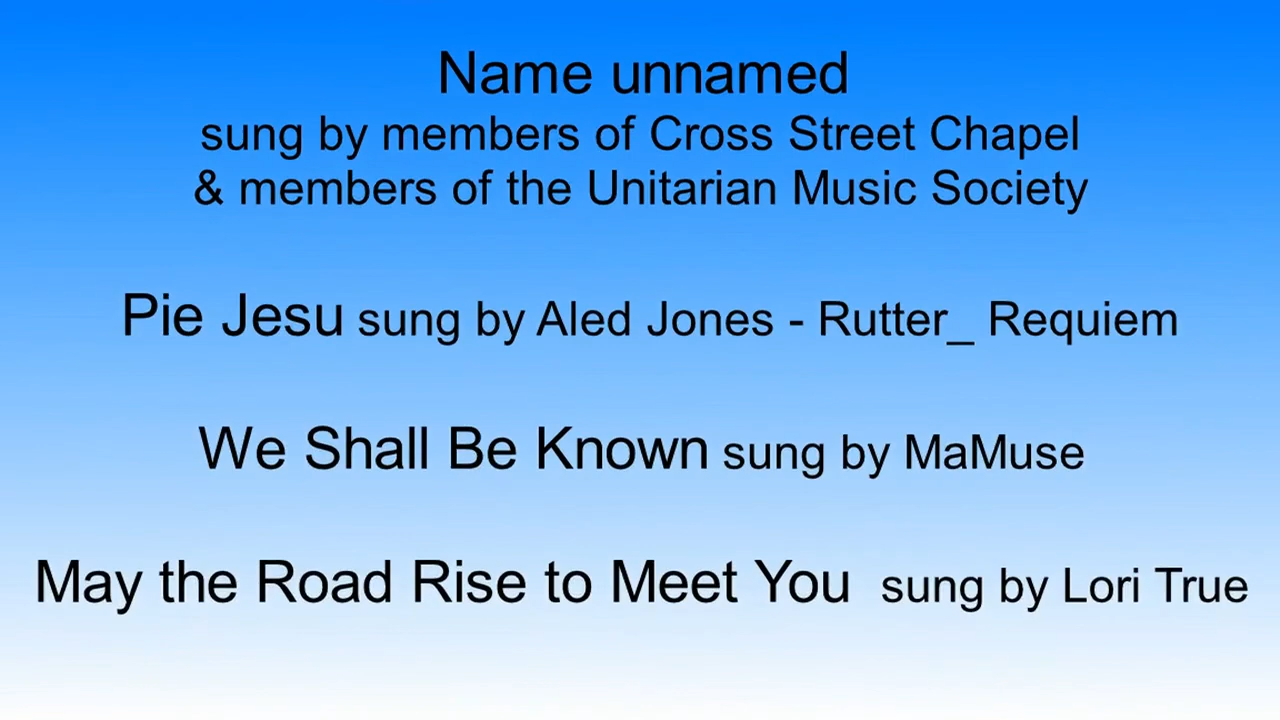 Name unnamed
sung by members of Cross Street Chapel
& members of the Unitarian Music Society
Pie Jesu sung by Aled Jones - Rutter_ Requiem
We Shall Be Known sung by MaMuse
May the Road Rise to Meet You sung by Lori True